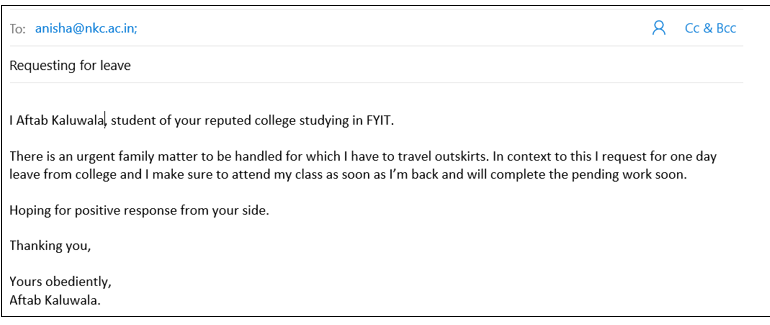 To: anisha@nkc.ac.in; Cc & Bcc
Requesting for leave
I Aftab Kaluwala, student of your reputed college studying in FYIT.
There is an urgent family matter to be handled for which I have to travel outskirts. In context to this I request for one day
leave from college and I make sure to attend my class as soon as I’m back and will complete the pending work soon.
Hoping for positive response from your side.
Thanking you,
Yours obediently,
Aftab Kaluwala.